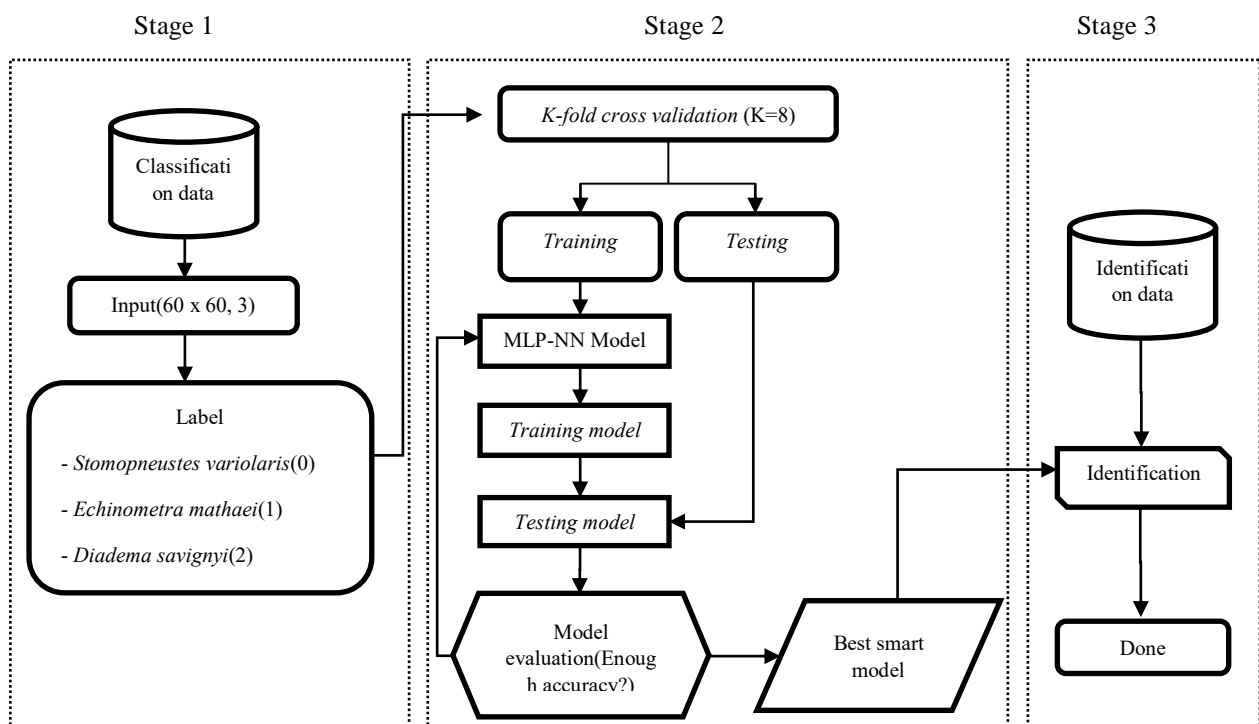 Stage 1
Stage 2
Stage 3
Classificati
on data
Input(60 x 60, 3)
Label
- Stomopneustes variolaris(0)
- Echinometra mathaei(1)
- Diadema savignyi(2)
K-fold cross validation (K=8)
Training
Testing
MLP-NN Model
Training model
Testing model
Model
evaluation(Enoug
h accuracy?)
Best smart
model
Identificati
on data
Identification
Done